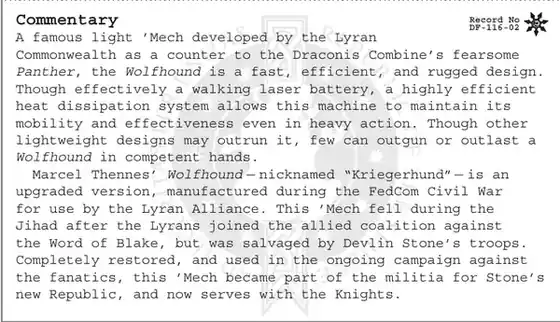 Commentary
Record No
DF-116-02
A famous light ’Mech developed by the Lyran
Commonwealth as a counter to the Draconis Combine’s fearsome
Panther, the Wolfhound is a fast, efficient, and rugged design.
Though effectively a walking laser battery, a highly efficient
heat dissipation system allows this machine to maintain its
mobility and effectiveness even in heavy action. Though other
lightweight designs may outrun it, few can outgun or outlast a
Wolfhound in competent hands.
Marcel Thennes’ Wolfhound—nicknamed “Kriegerhund”—is an
upgraded version, manufactured during the FedCom Civil War
for use by the Lyran Alliance. This ’Mech fell during the
Jihad after the Lyrans joined the allied coalition against
the Word of Blake, but was salvaged by Devlin Stone’s troops.
Completely restored, and used in the ongoing campaign against
the fanatics, this ’Mech became part of the militia for Stone’s
new Republic, and now serves with the Knights.